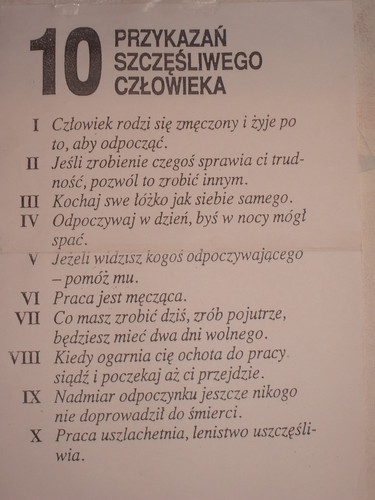 10 PRZYKAZAŃ
SZCZĘŚLIWEGO
CZŁOWIEKA
I Człowiek rodzi się zmęczony i żyje po
to, aby odpocząć.
II Jeśli zrobienie czegoś sprawia ci trud-
ność, pozwól to zrobić innym.
III Kochaj swe łóżko jak siebie samego.
IV Odpoczywaj w dzień, byś w nocy mógł
spać.
V Jeżeli widzisz kogoś odpoczywającego
– pomóż mu.
VI Praca jest męcząca.
VII Co masz zrobić dziś, zrób pojutrze,
będziesz mieć dwa dni wolnego.
VIII Kiedy ogarnia cię ochota do pracy
siądź i poczekaj aż ci przejdzie.
IX Nadmiar odpoczynku jeszcze nikogo
nie doprowadził do śmierci.
X Praca uszlachetnia, lenistwo uszczęśli-
wia.